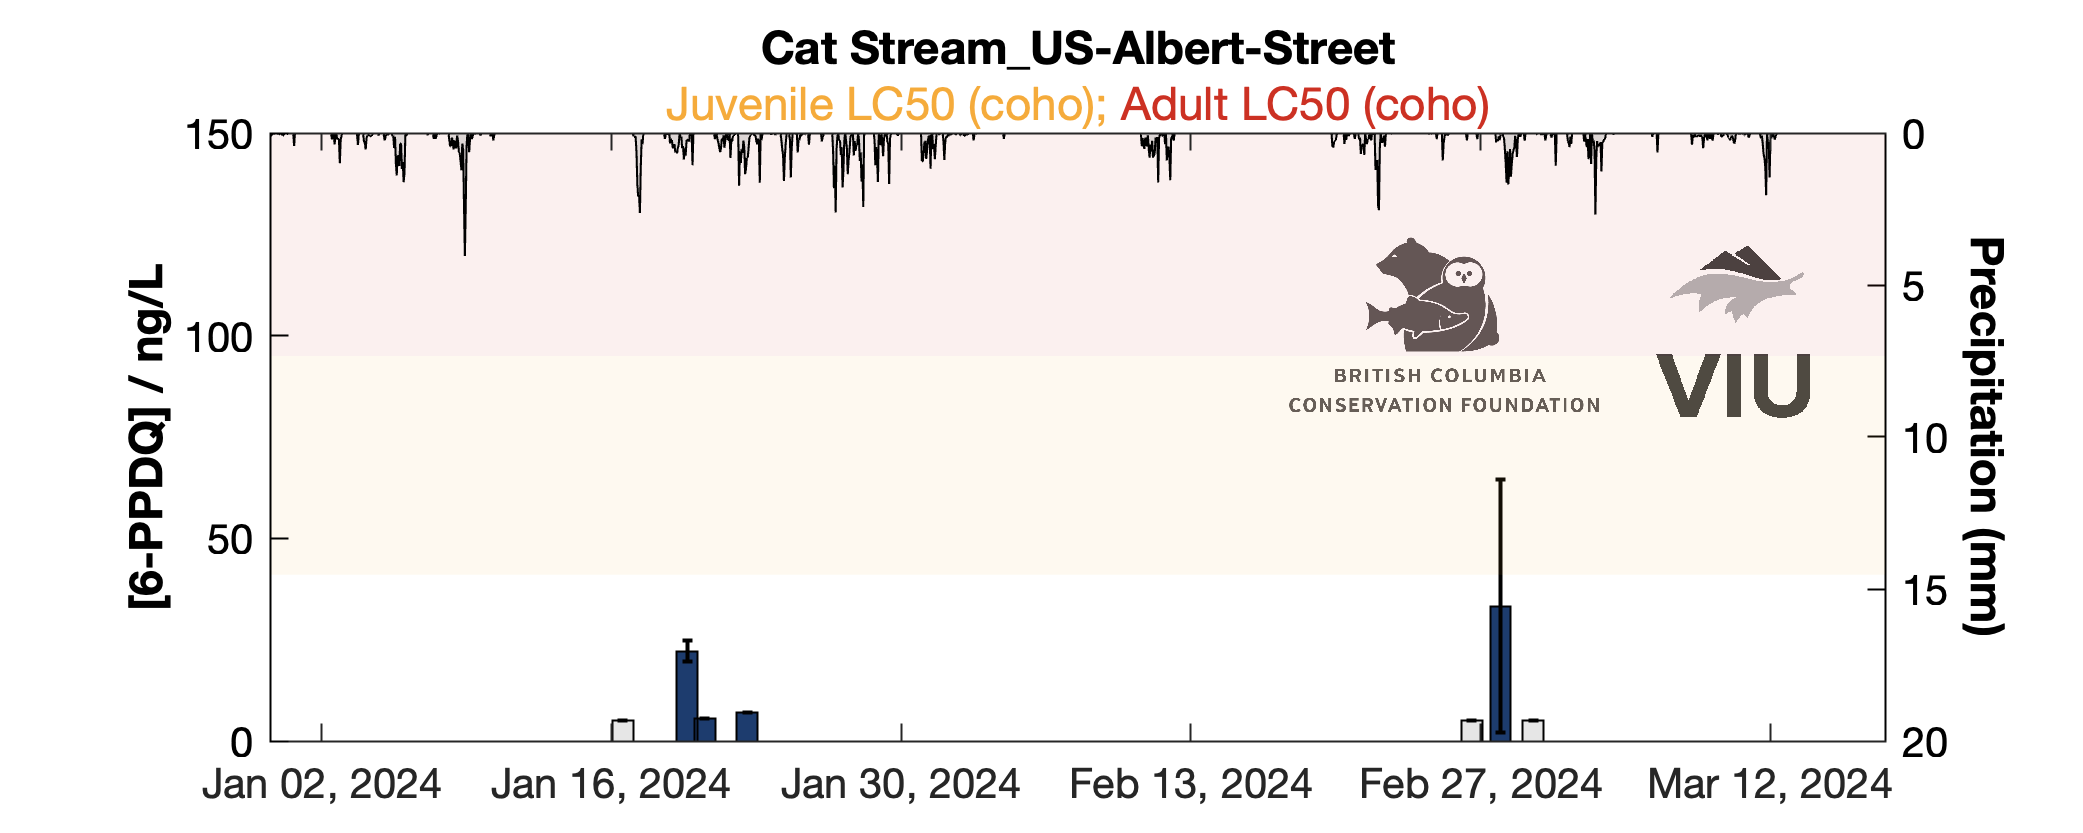 Cat Stream_US-Albert-Street
Juvenile LC50 (coho); Adult LC50 (coho)
150
100
50
0
[6-PPDQ] / ng/L
0
5
10
15
20
Precipitation (mm)
BRITISH COLUMBIA
CONSERVATION FOUNDATION
VIU
Jan 02, 2024
Jan 16, 2024
Jan 30, 2024
Feb 13, 2024
Feb 27, 2024
Mar 12, 2024